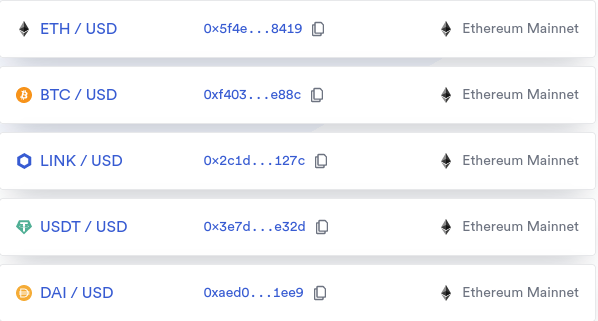 ETH / USD 0x5f4e...8419 Ethereum Mainnet
BTC / USD 0xf403...e88c Ethereum Mainnet
LINK / USD 0x2c1d...127c Ethereum Mainnet
USDT / USD 0x3e7d...e32d Ethereum Mainnet
DAI / USD 0xaed0...1ee9 Ethereum Mainnet